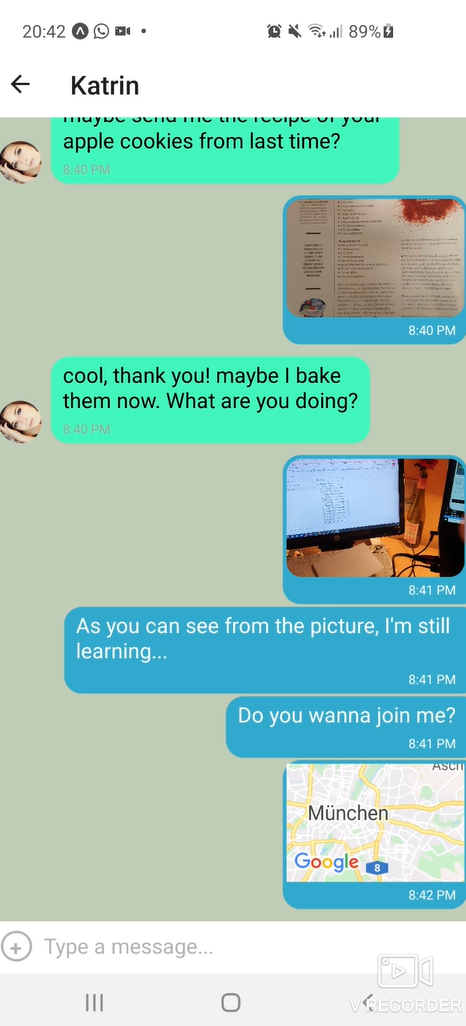 20:42
89%
Katrin
maybe send me the recipe of your
apple cookies from last time?
8:40 PM
8:40 PM
cool, thank you! maybe I bake
them now. What are you doing?
8:40 PM
8:41 PM
As you can see from the picture, I'm still
learning...
8:41 PM
Do you wanna join me?
8:41 PM
Asch
München
Google
8
8:42 PM
Type a message...
V RECORDER